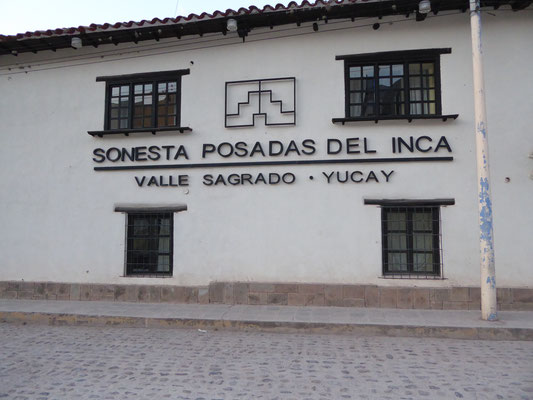 SONESTA POSADAS DEL INCA
VALLE SAGRADO · YUCAY